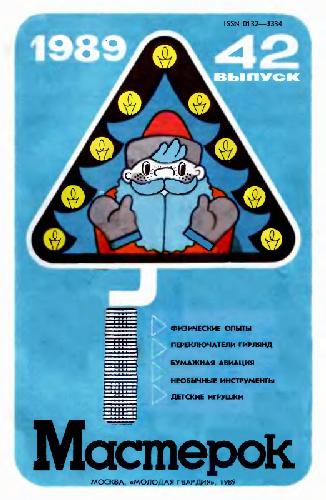 ISSN 0132—3334
1989
42
ВЫПУСК
ФИЗИЧЕСКИЕ ОПЫТЫ
ПЕРЕКЛЮЧАТЕЛИ ГИРЛЯНД
БУМАЖНАЯ АВИАЦИЯ
НЕОБЫЧНЫЕ ИНСТРУМЕНТЫ
ДЕТСКИЕ ИГРУШКИ
Мастерок
МОСКВА, «МОЛОДАЯ ГВАРДИЯ», 1989